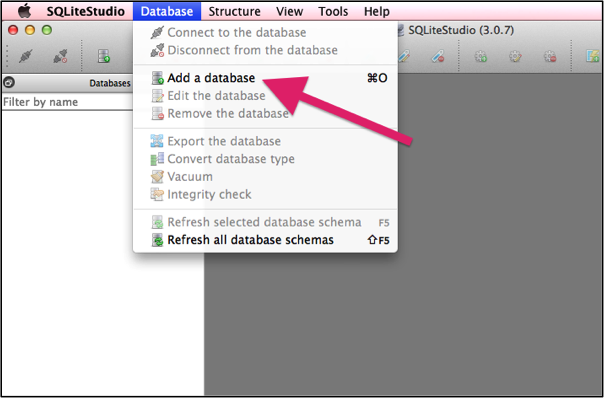 SQLiteStudio Database Structure View Tools Help
SQLiteStudio (3.0.7)
Databases
Filter by name
Connect to the database
Disconnect from the database
Add a database ⌘O
Edit the database
Remove the database
Export the database
Convert database type
Vacuum
Integrity check
Refresh selected database schema F5
Refresh all database schemas ⇧F5